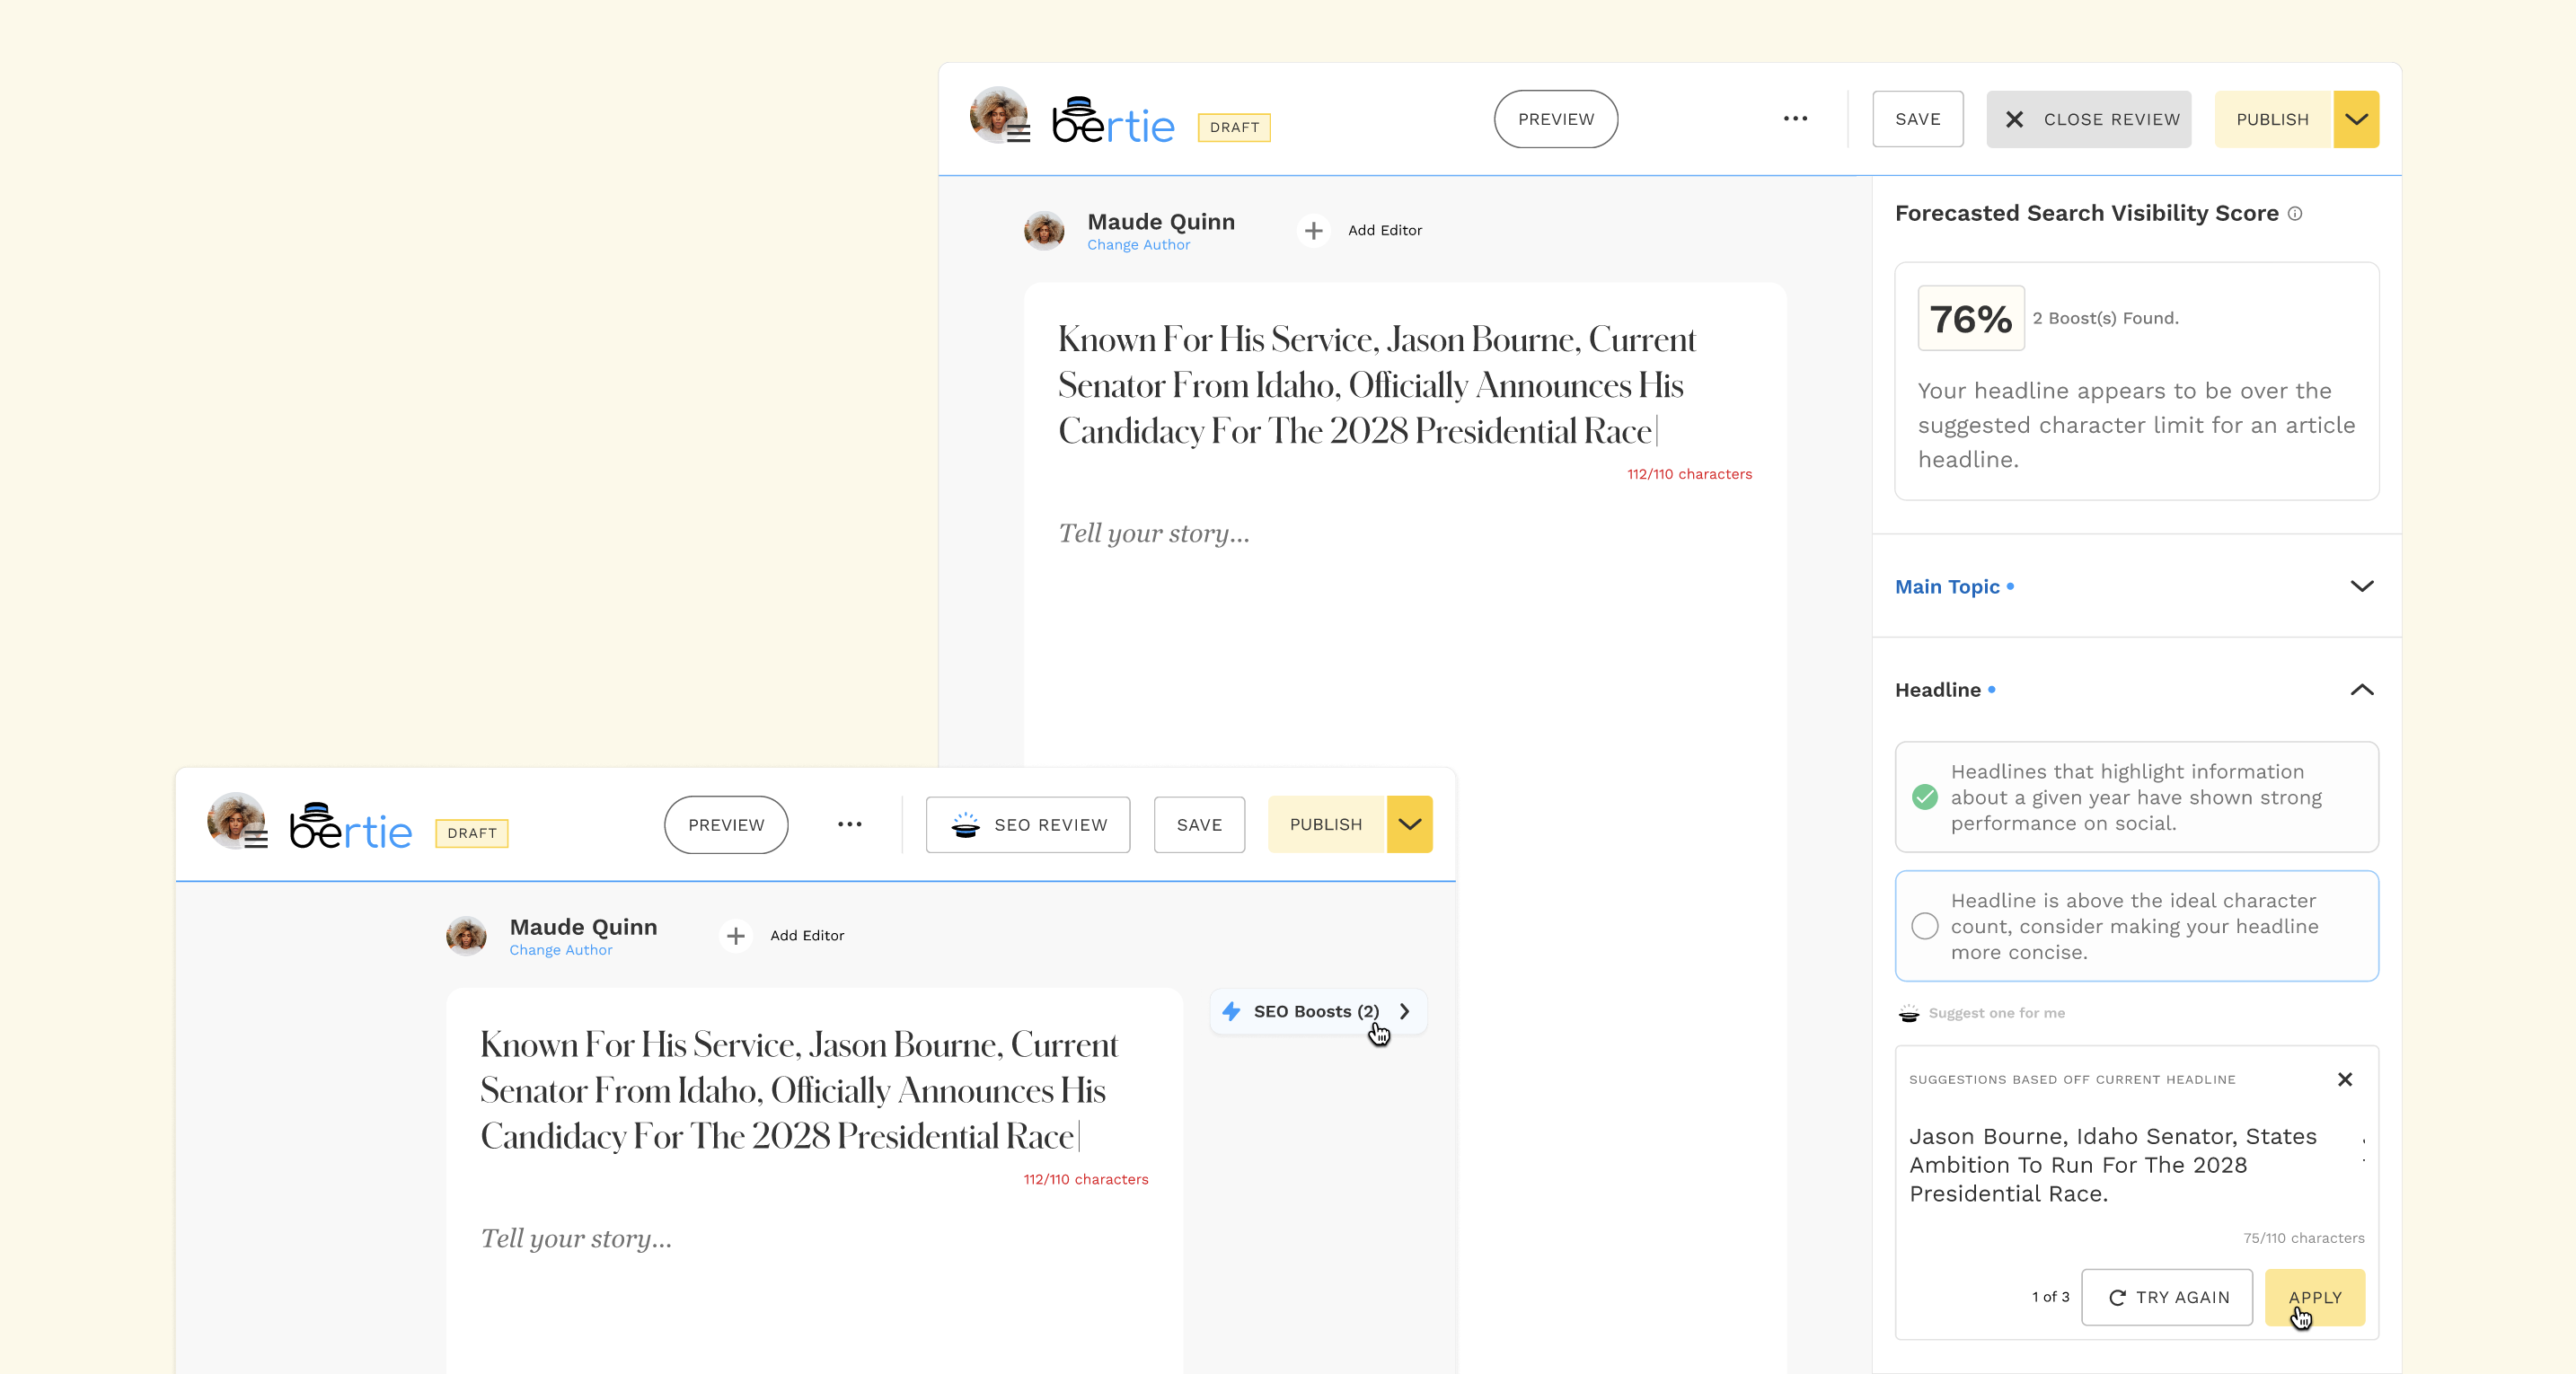 bertie
DRAFT
PREVIEW
SAVE
CLOSE REVIEW
PUBLISH
Maude Quinn
Change Author
Add Editor
Known For His Service, Jason Bourne, Current
Senator From Idaho, Officially Announces His
Candidacy For The 2028 Presidential Race
112/110 characters
Tell your story...
Forecasted Search Visibility Score
76%
2 Boost(s) Found.
Your headline appears to be over the
suggested character limit for an article
headline.
Main Topic
Headline
Headlines that highlight information
about a given year have shown strong
performance on social.
Headline is above the ideal character
count, consider making your headline
more concise.
Suggest one for me
SUGGESTIONS BASED OFF CURRENT HEADLINE
Jason Bourne, Idaho Senator, States
Ambition To Run For The 2028
Presidential Race.
75/110 characters
1 of 3
TRY AGAIN
APPLY
bertie
DRAFT
PREVIEW
SEO REVIEW
SAVE
PUBLISH
Maude Quinn
Change Author
Add Editor
Known For His Service, Jason Bourne, Current
Senator From Idaho, Officially Announces His
Candidacy For The 2028 Presidential Race
112/110 characters
Tell your story...
SEO Boosts (2)